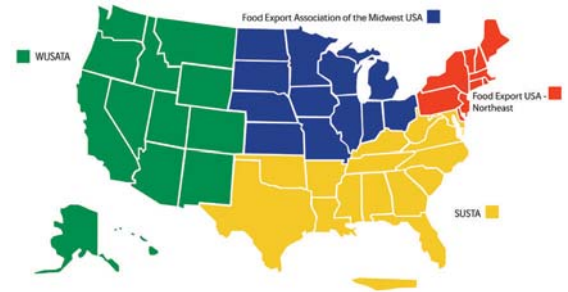 Food Export Association of the Midwest USA
WUSATA
Food Export USA -
Northeast
SUSTA